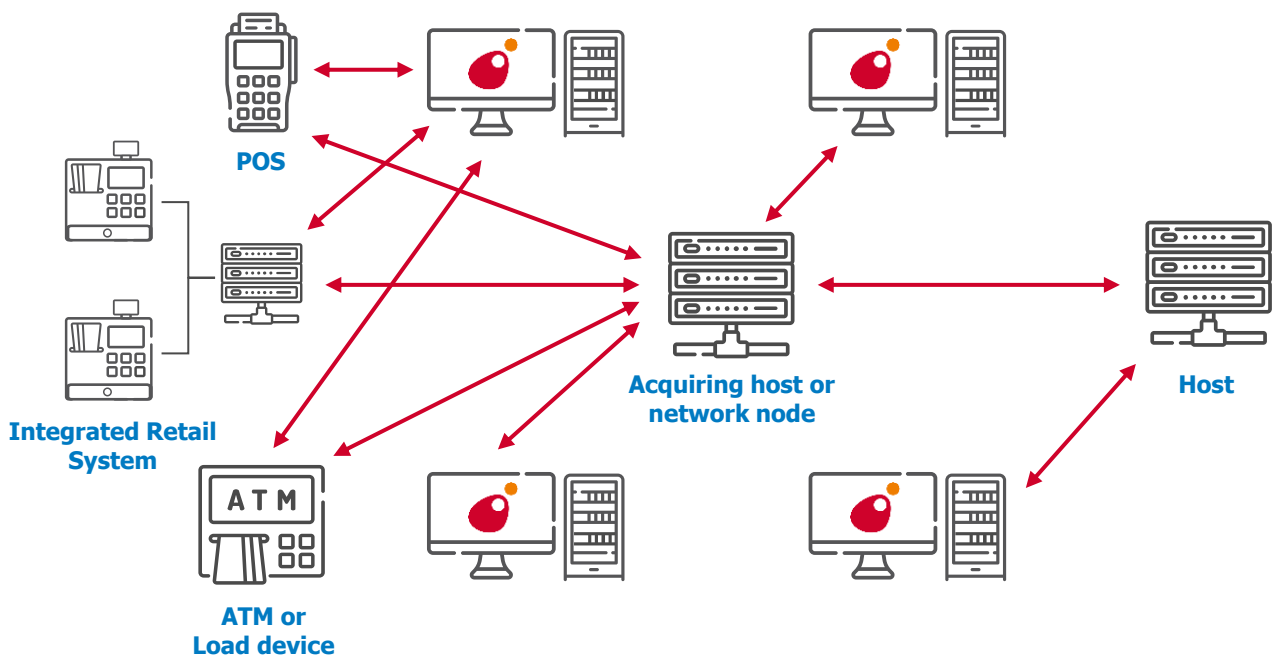 POS
Integrated Retail
System
ATM
ATM or
Load device
Acquiring host or
network node
Host